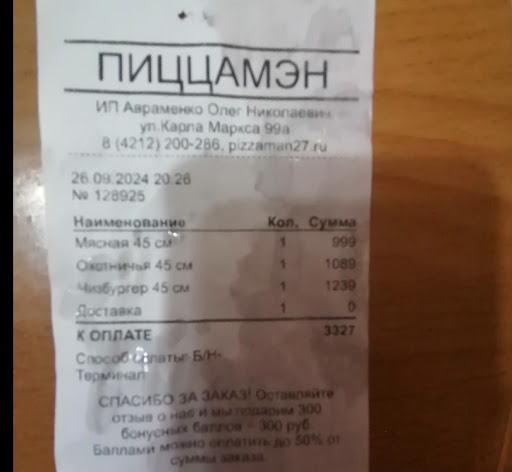 ПИЦЦАМЭН
ИП Авраменко Олег Николаевич
ул.Карла Маркса 99а
8 (4212) 200-286, pizzaman27.ru
26.09.2024 20:26
№ 128925
Наименование Кол. Сумма
Мясная 45 см 1 999
Охотничья 45 см 1 1089
Чизбургер 45 см 1 1239
Доставка 1 0
К ОПЛАТЕ 3327
Способ оплаты: Б/Н-
Терминал
СПАСИБО ЗА ЗАКАЗ! Оставляйте
отзыв о нас и мы подарим 300
бонусных баллов = 300 руб.
Баллами можно оплатить до 50% от
суммы заказа.